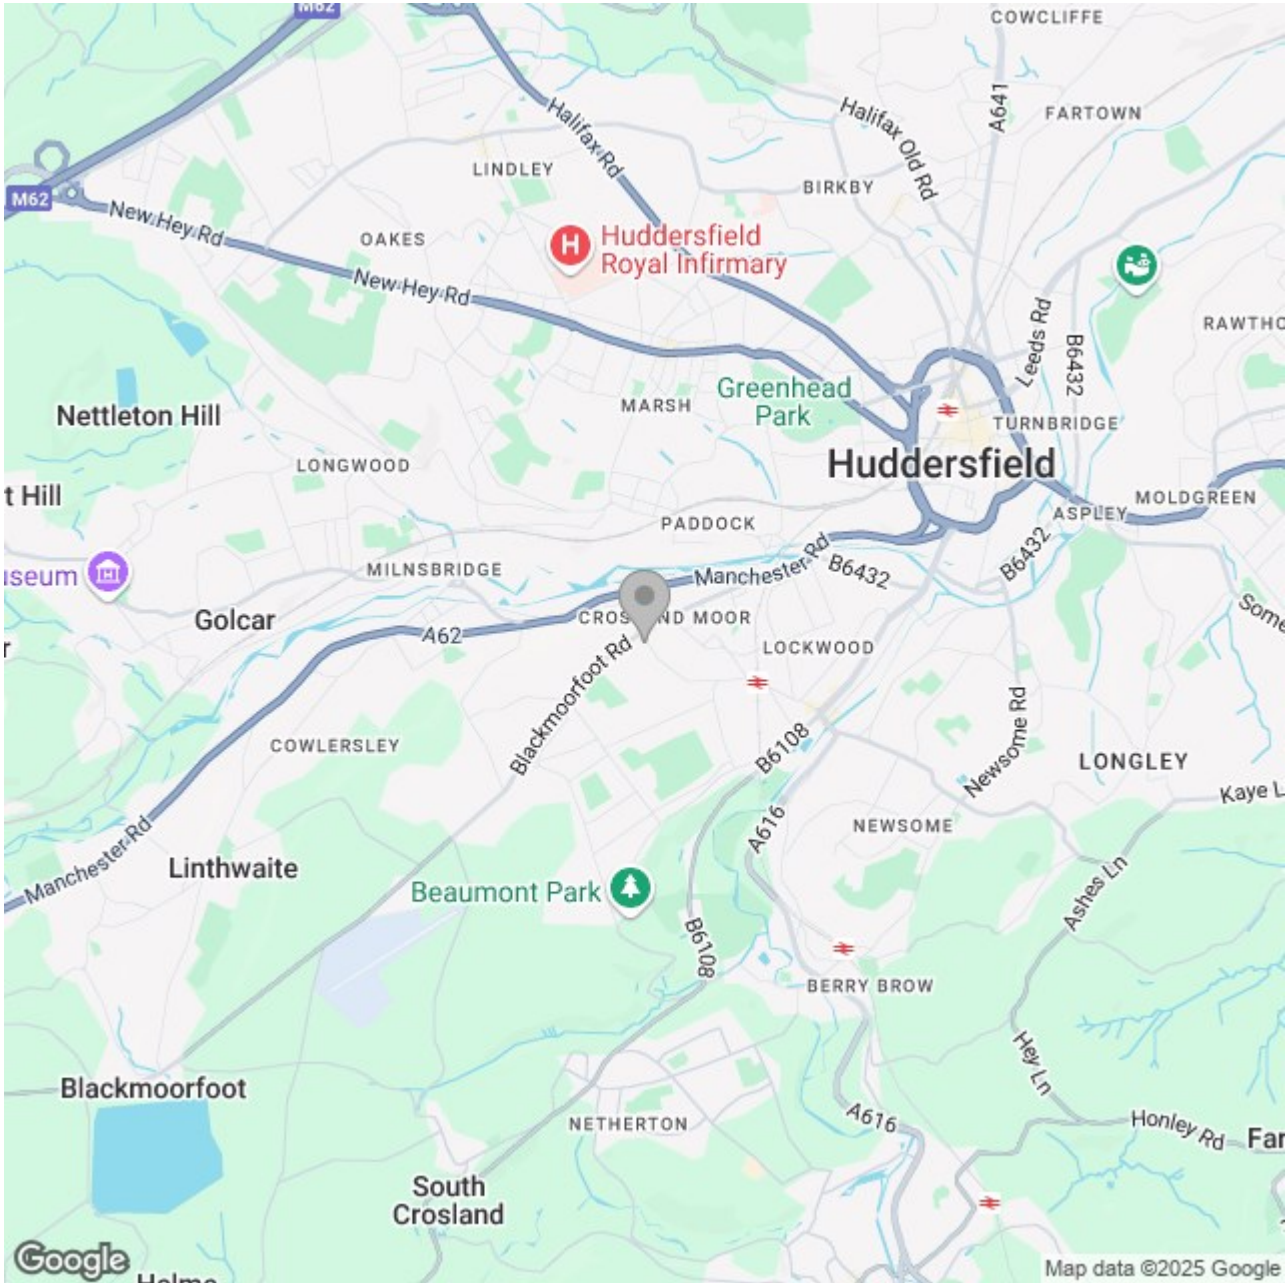 M62
COWCLIFFE
Halifax Rd
Halifax Old Rd
A641
FARTOWN
LINDLEY
BIRKBY
M62
New Hey Rd
OAKES
Huddersfield
Royal Infirmary
New Hey Rd
Leeds Rd
B6432
RAWTHO
Greenhead
Park
MARSH
Nettleton Hill
TURNBRIDGE
Huddersfield
LONGWOOD
t Hill
MOLDGREEN
ASPLEY
PADDOCK
Manchester Rd
B6432
B6432
useum
MILNSBRIDGE
Golcar
CROSLAND MOOR
Some
A62
r
LOCKWOOD
Blackmoorfoot Rd
COWLERSLEY
B6108
Newsome Rd
LONGLEY
Kaye L
A616
NEWSOME
Manchester Rd
Linthwaite
Beaumont Park
Ashes Ln
B6108
BERRY BROW
Hey Ln
Blackmoorfoot
NETHERTON
A616
Honley Rd
Far
South
Crosland
Google
Holme
Map data ©2025 Google